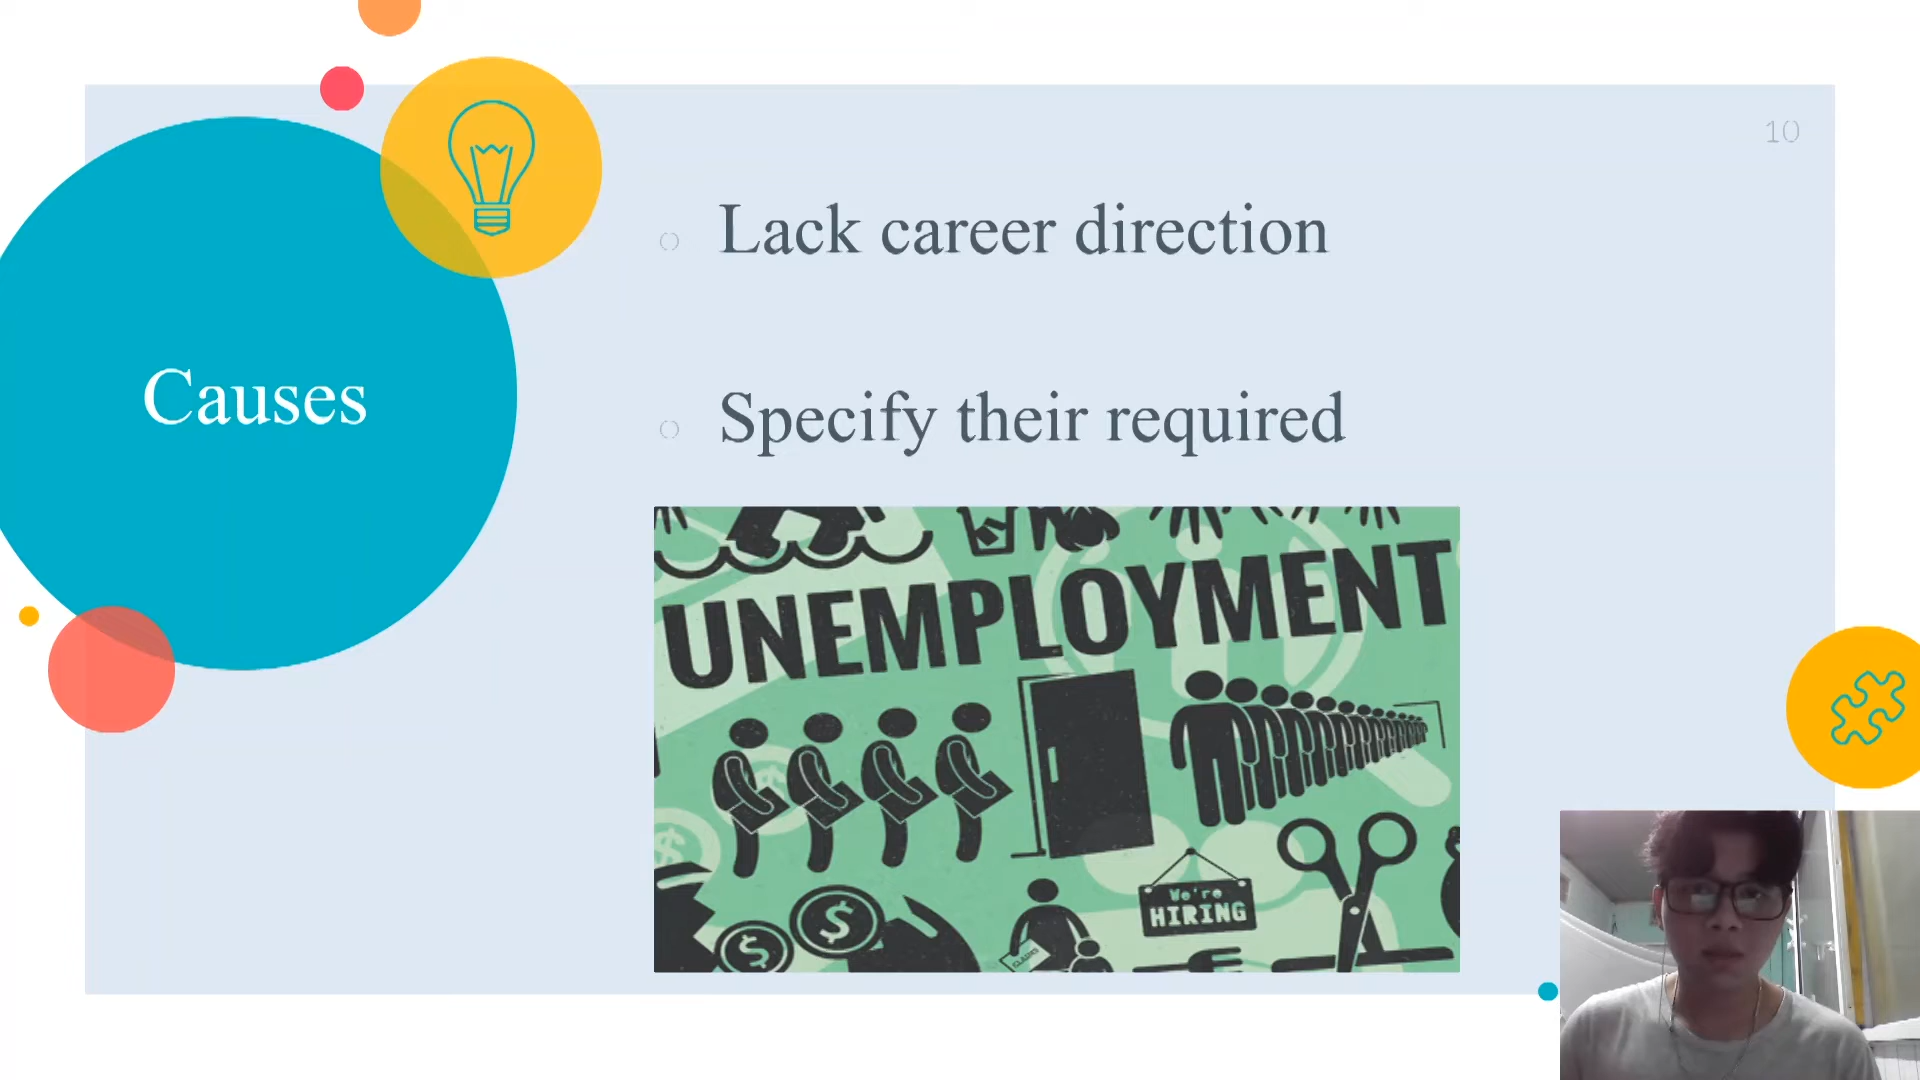 10
Causes
Lack career direction
Specify their required
UNEMPLOYMENT
We're
HIRING
$
$
$